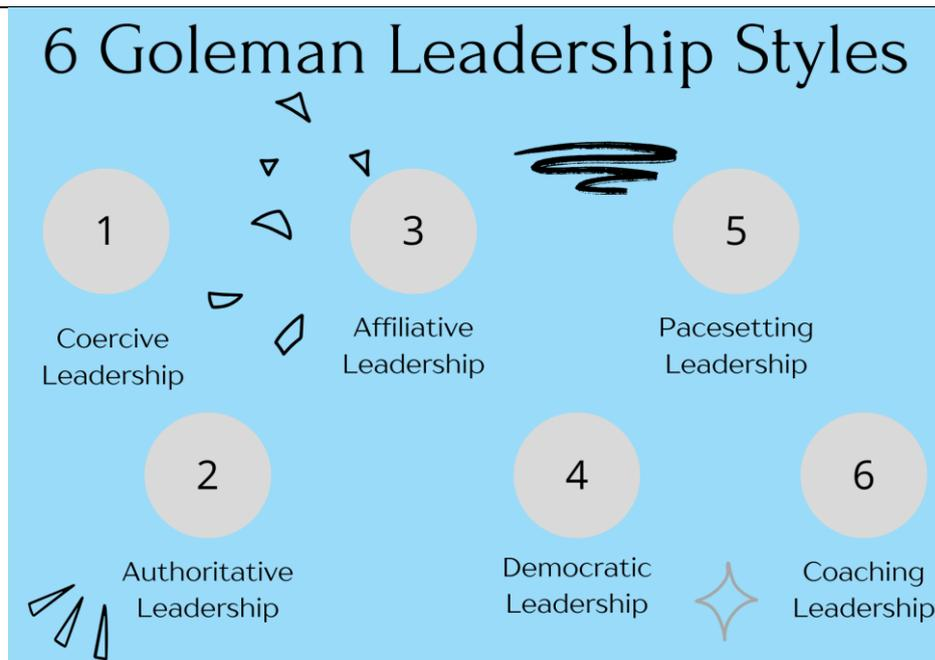 6 Goleman Leadership Styles
1
Coercive
Leadership
2
Authoritative
Leadership
3
Affiliative
Leadership
4
Democratic
Leadership
5
Pacesetting
Leadership
6
Coaching
Leadership